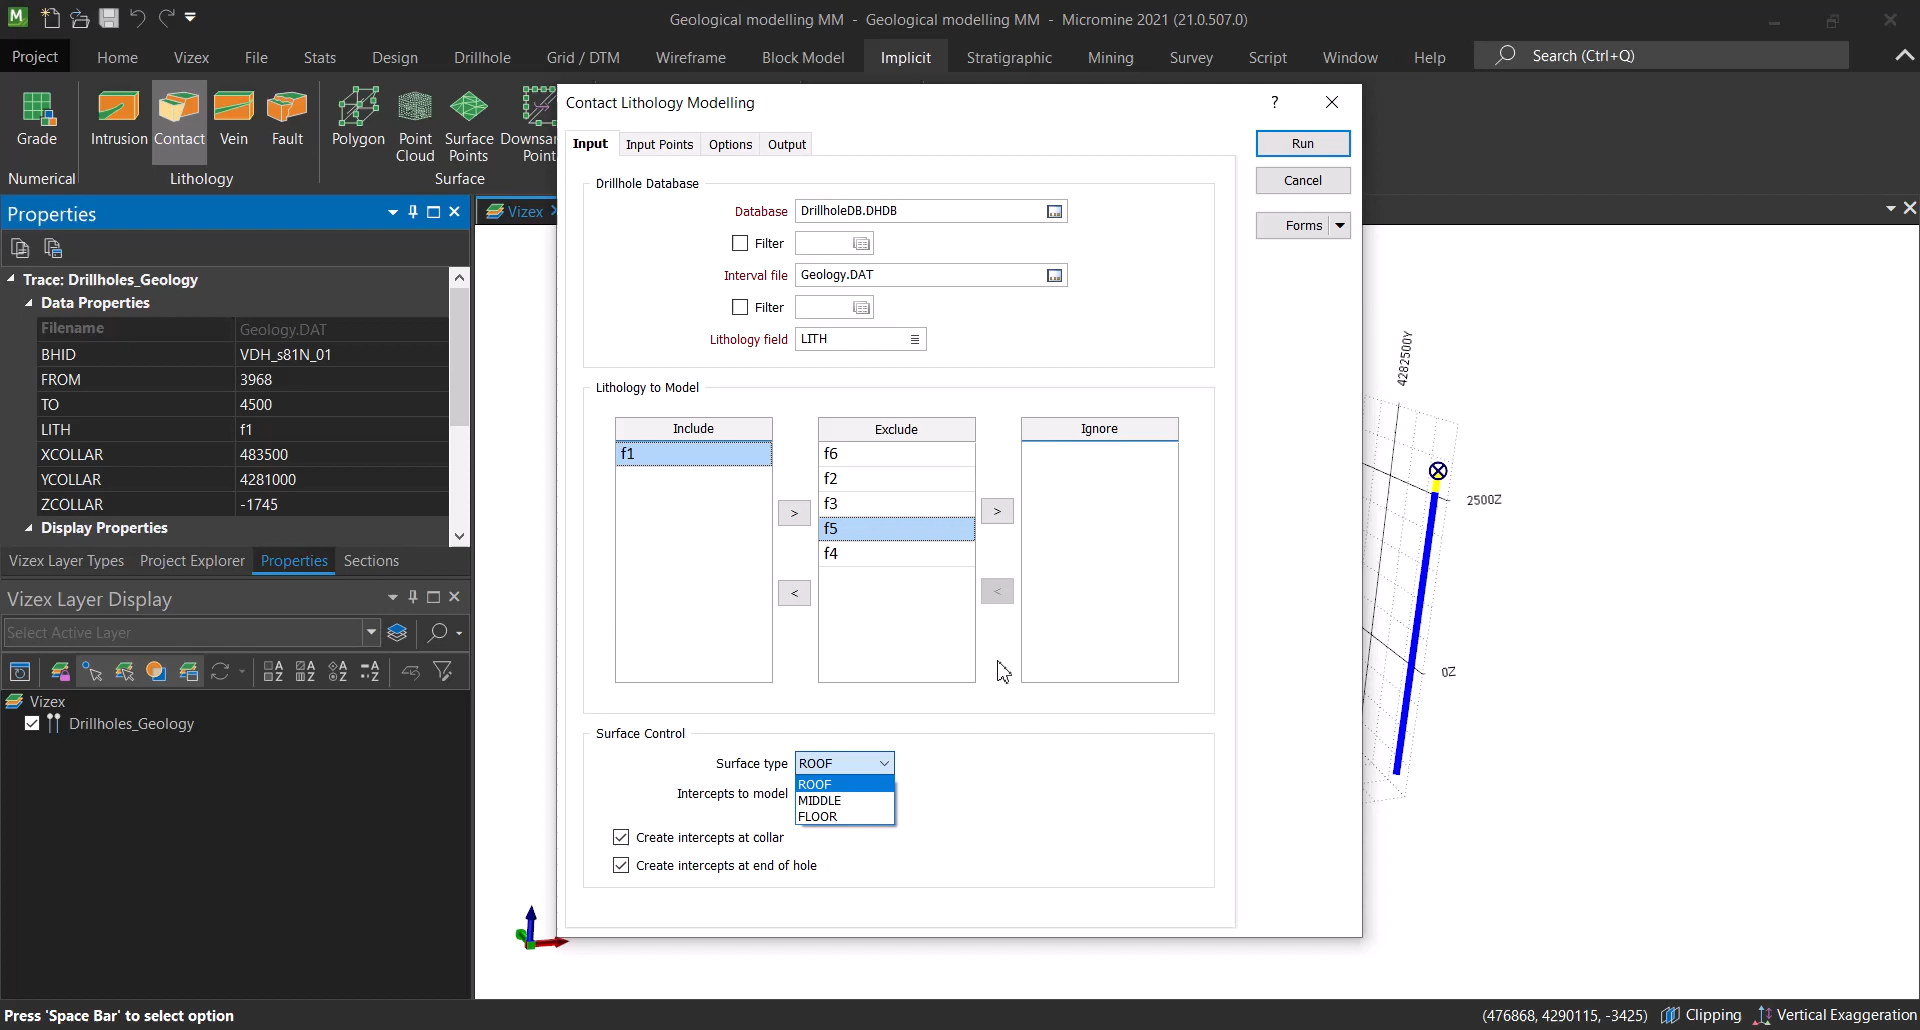 Geological modelling MM - Geological modelling MM - Micromine 2021 (21.0.507.0)
Project Home Vizex File Stats Design Drillhole Grid / DTM Wireframe Block Model Implicit Stratigraphic Mining Survey Script Window Help Search (Ctrl+Q)
Grade
Intrusion Contact Vein Fault
Polygon Point Cloud Surface Points Downsam Point
Numerical
Lithology
Surface
Properties
Trace: Drillholes_Geology
Data Properties
Filename Geology.DAT
BHID VDH_s81N_01
FROM 3968
TO 4500
LITH f1
XCOLLAR 483500
YCOLLAR 4281000
ZCOLLAR -1745
Display Properties
Vizex Layer Types Project Explorer Properties Sections
Vizex Layer Display
Select Active Layer
Vizex
Drillholes_Geology
Vizex
Contact Lithology Modelling
?
Input Input Points Options Output
Run
Cancel
Forms
Drillhole Database
Database DrillholeDB.DHDB
Filter
Interval file Geology.DAT
Filter
Lithology field LITH
Lithology to Model
Include Exclude Ignore
f1
f6
f2
f3
f5
f4
>
<
>
<
Surface Control
Surface type ROOF
ROOF
MIDDLE
FLOOR
Intercepts to model
Create intercepts at collar
Create intercepts at end of hole
4282500Y
2500Z
0Z
Press 'Space Bar' to select option
(476868, 4290115, -3425) Clipping Vertical Exaggeration